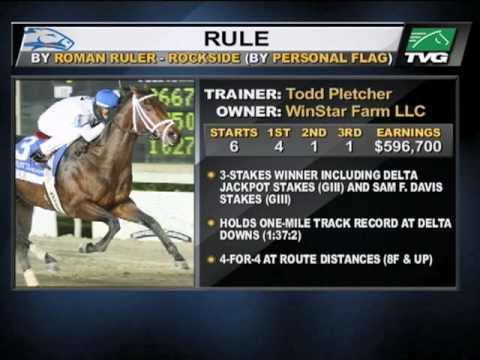 RULE
BY ROMAN RULER - ROCKSIDE (BY PERSONAL FLAG)
TVG
TRAINER: Todd Pletcher
OWNER: WinStar Farm LLC
STARTS 1ST 2ND 3RD EARNINGS
6 4 1 1 $596,700
3-STAKES WINNER INCLUDING DELTA
JACKPOT STAKES (GIII) AND SAM F. DAVIS
STAKES (GIII)
HOLDS ONE-MILE TRACK RECORD AT DELTA
DOWNS (1:37:2)
4-FOR-4 AT ROUTE DISTANCES (8F & UP)